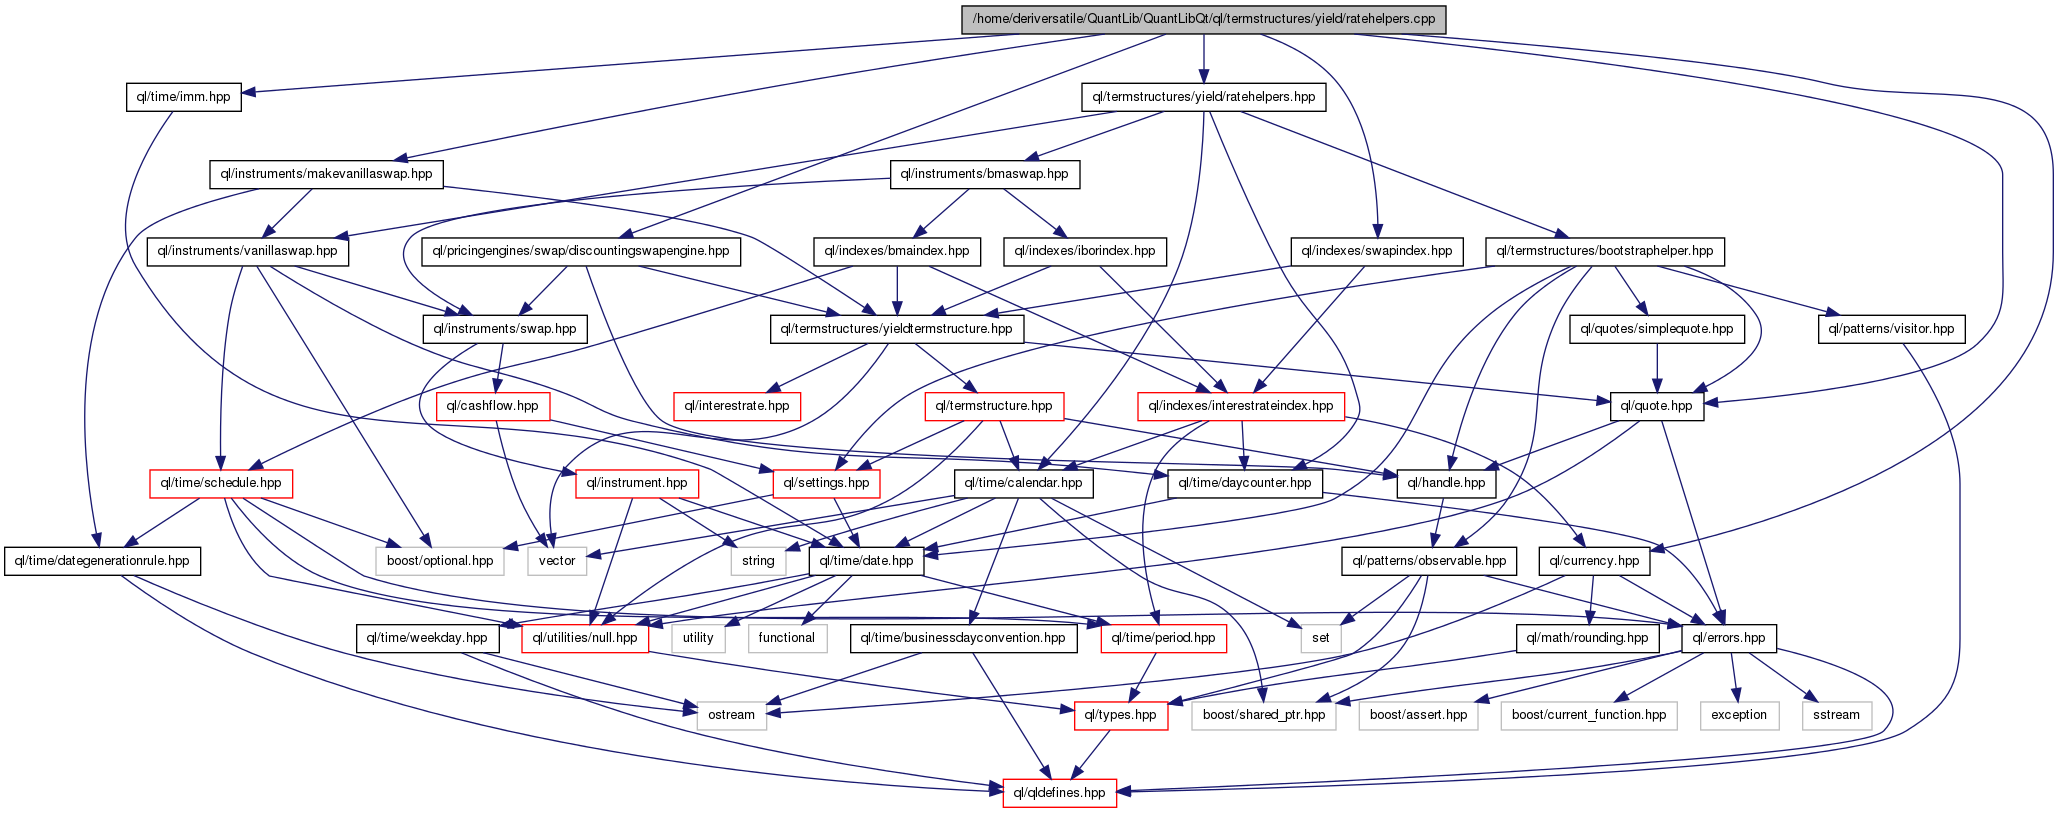 /home/deriversatile/QuantLib/QuantLibQt/ql/termstructures/yield/ratehelpers.cpp
ql/time/imm.hpp
ql/termstructures/yield/ratehelpers.hpp
ql/instruments/makevanillaswap.hpp
ql/instruments/bmaswap.hpp
ql/instruments/vanillaswap.hpp
ql/pricingengines/swap/discountingswapengine.hpp
ql/indexes/bmaindex.hpp
ql/indexes/iborindex.hpp
ql/indexes/swapindex.hpp
ql/termstructures/bootstraphelper.hpp
ql/instruments/swap.hpp
ql/termstructures/yieldtermstructure.hpp
ql/quotes/simplequote.hpp
ql/patterns/visitor.hpp
ql/cashflow.hpp
ql/interestrate.hpp
ql/termstructure.hpp
ql/indexes/interestrateindex.hpp
ql/quote.hpp
ql/time/schedule.hpp
ql/instrument.hpp
ql/settings.hpp
ql/time/calendar.hpp
ql/time/daycounter.hpp
ql/handle.hpp
ql/time/dategenerationrule.hpp
boost/optional.hpp
vector
string
ql/time/date.hpp
ql/patterns/observable.hpp
ql/currency.hpp
ql/time/weekday.hpp
ql/utilities/null.hpp
utility
functional
ql/time/businessdayconvention.hpp
ql/time/period.hpp
set
ql/math/rounding.hpp
ql/errors.hpp
ostream
ql/types.hpp
boost/shared_ptr.hpp
boost/assert.hpp
boost/current_function.hpp
exception
sstream
ql/qldefines.hpp